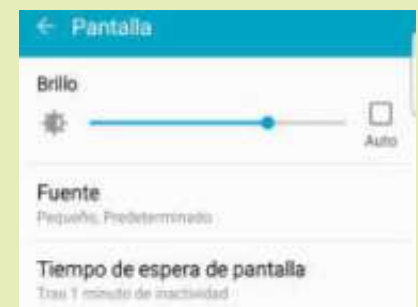 Pantalla
Brillo
Auto
Fuente
Pequeño, Predeterminado
Tiempo de espera de pantalla
Tras 1 minuto de inactividad